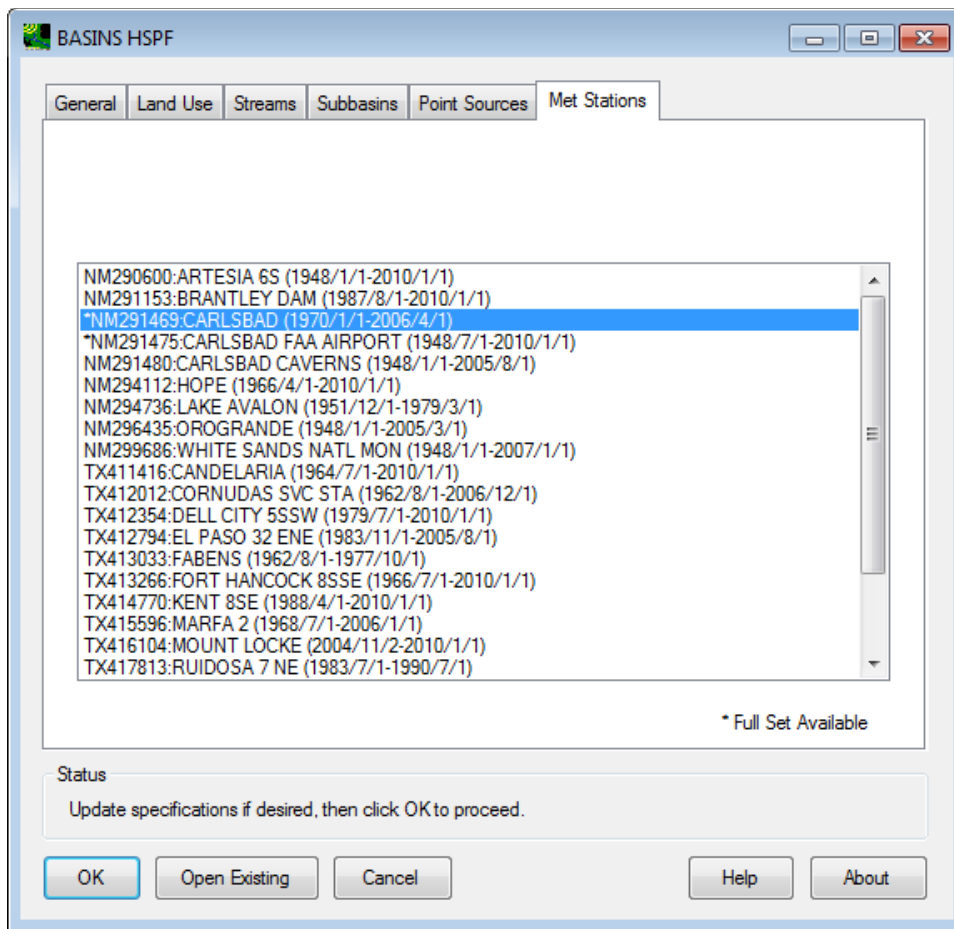 BASINS HSPF
General Land Use Streams Subbasins Point Sources Met Stations
NM290600:ARTESIA 6S (1948/1/1-2010/1/1)
NM291153:BRANTLEY DAM (1987/8/1-2010/1/1)
*NM291469:CARLSBAD (1970/1/1-2006/4/1)
*NM291475:CARLSBAD FAA AIRPORT (1948/7/1-2010/1/1)
NM291480:CARLSBAD CAVERNS (1948/1/1-2005/8/1)
NM294112:HOPE (1966/4/1-2010/1/1)
NM294736:LAKE AVALON (1951/12/1-1979/3/1)
NM296435:OROGRANDE (1948/1/1-2005/3/1)
NM299686:WHITE SANDS NATL MON (1948/1/1-2007/1/1)
TX411416:CANDELARIA (1964/7/1-2010/1/1)
TX412012:CORNUDAS SVC STA (1962/8/1-2006/12/1)
TX412354:DELL CITY 5SSW (1979/7/1-2010/1/1)
TX412794:EL PASO 32 ENE (1983/11/1-2005/8/1)
TX413033:FABENS (1962/8/1-1977/10/1)
TX413266:FORT HANCOCK 8SSE (1966/7/1-2010/1/1)
TX414770:KENT 8SE (1988/4/1-2010/1/1)
TX415596:MARFA 2 (1968/7/1-2006/1/1)
TX416104:MOUNT LOCKE (2004/11/2-2010/1/1)
TX417813:RUIDOSA 7 NE (1983/7/1-1990/7/1)
* Full Set Available
Status
Update specifications if desired, then click OK to proceed.
OK Open Existing Cancel Help About